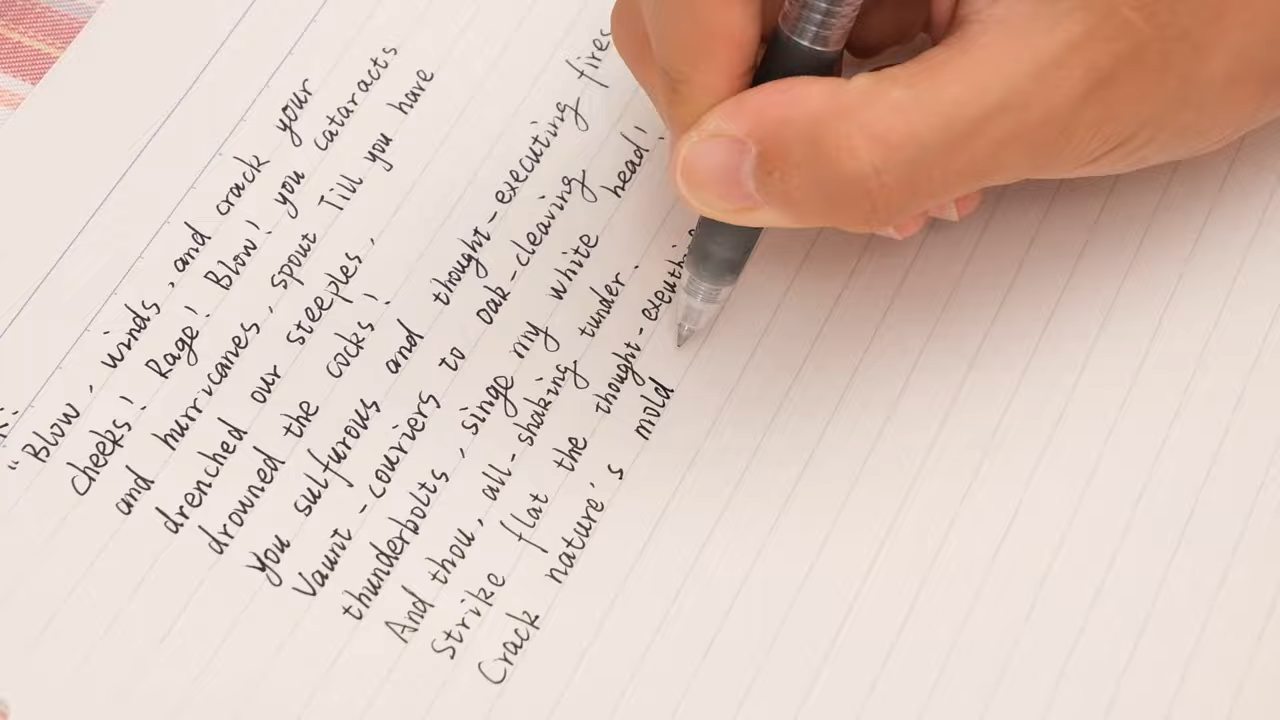 "Blow, winds, and crack your
cheeks! Rage! Blow! you cataracts
and hurricanes, spout Till you have
drenched our steeples,
drowned the cocks!
You sulfurous and thought-executing fires
Vaunt-couriers to oak-cleaving
thunderbolts, singe my white head!
And thou, all-shaking tunder.
Strike flat the thought-
Crack nature's mold